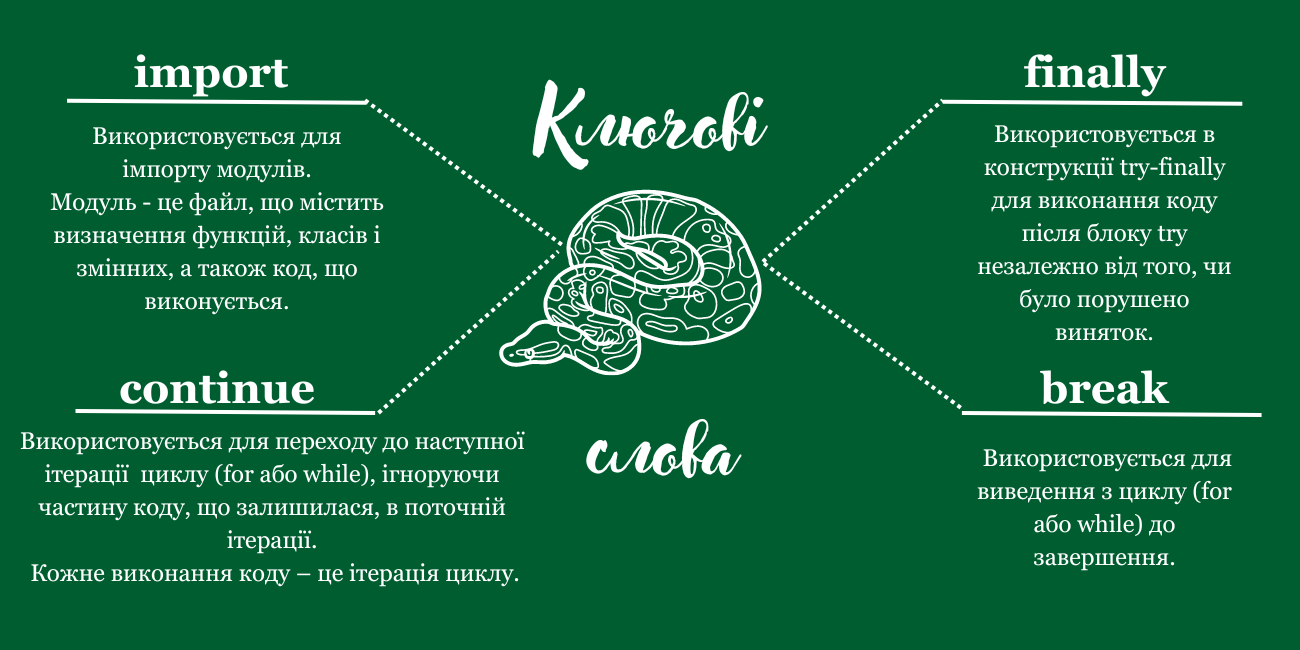 import
Використовується для
імпорту модулів.
Модуль - це файл, що містить
визначення функцій, класів і
змінних, а також код, що
виконується.
continue
Використовується для переходу до наступної
ітерації циклу (for або while), ігноруючи
частину коду, що залишилася, в поточній
ітерації.
Кожне виконання коду – це ітерація циклу.
Ключові
слова
finally
Використовується в
конструкції try-finally
для виконання коду
після блоку try
незалежно від того, чи
було порушено
виняток.
break
Використовується для
виведення з циклу (for
або while) до
завершення.